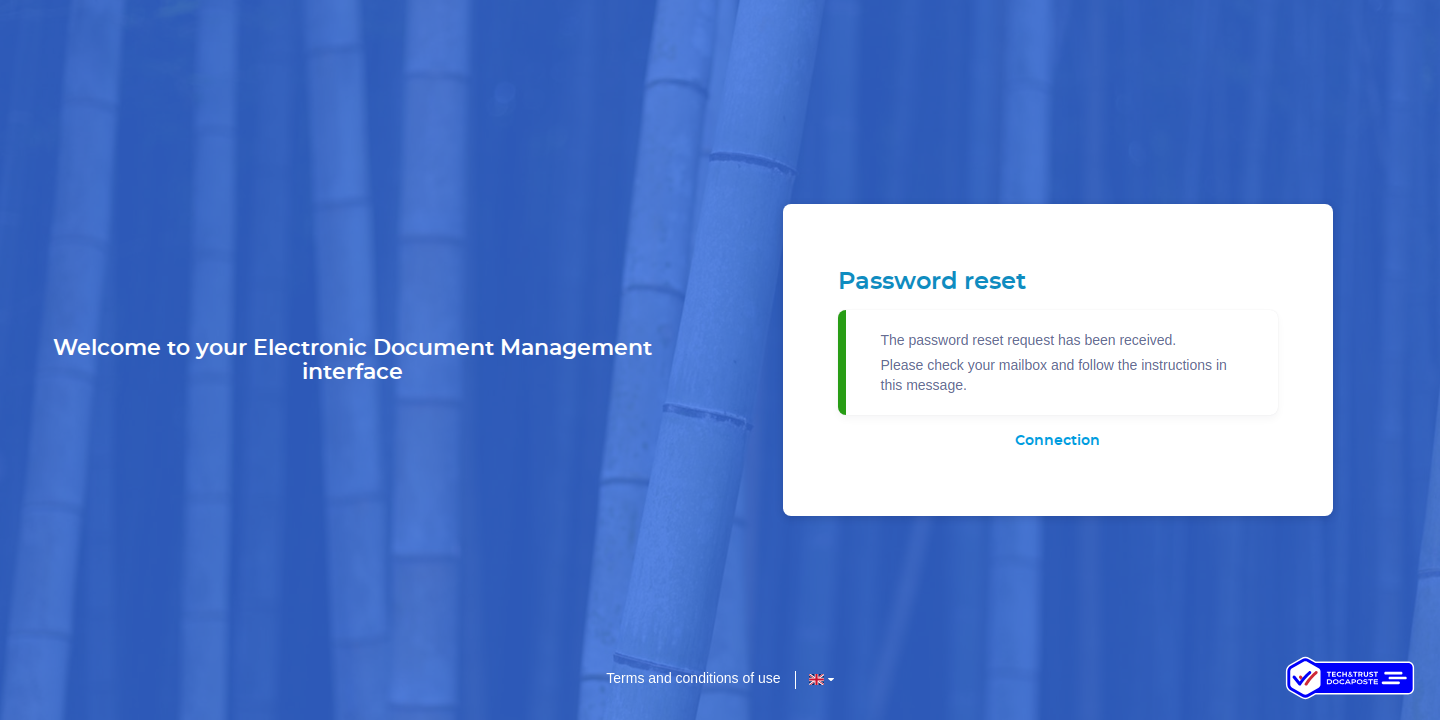 Welcome to your Electronic Document Management
interface
Password reset
The password reset request has been received.
Please check your mailbox and follow the instructions in
this message.
Connection
Terms and conditions of use
TECH&TRUST
DOCAPOSTE